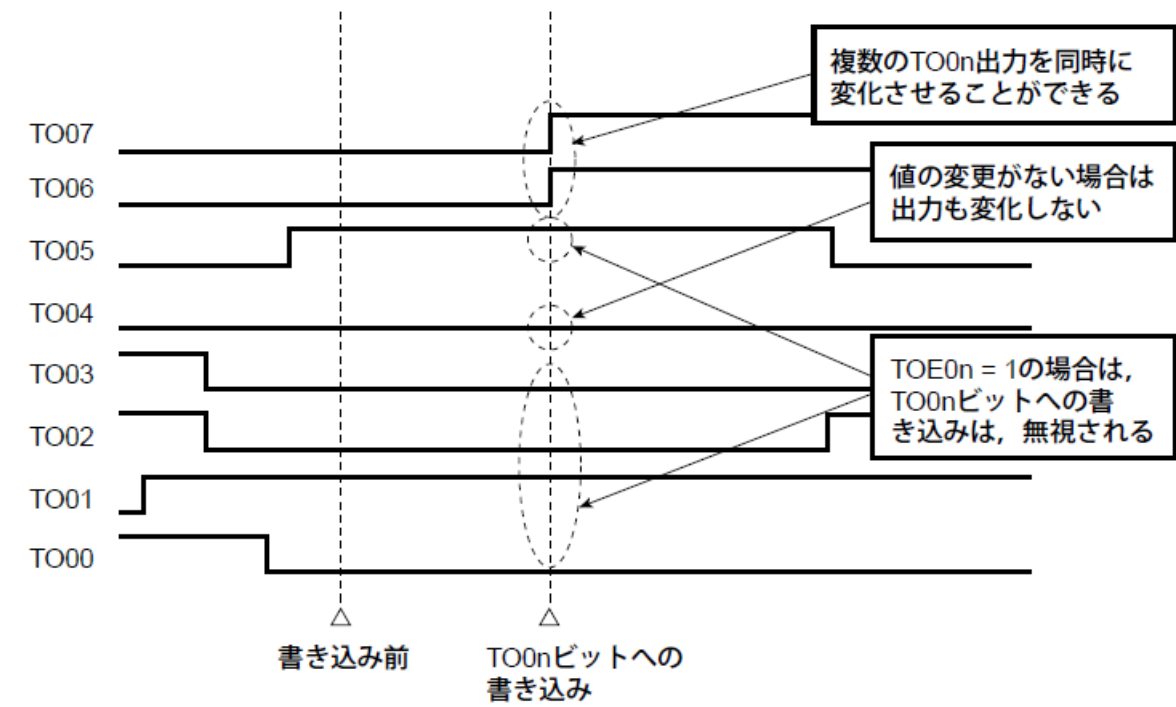 複数のTO0n出力を同時に
変化させることができる
TO07
TO06
値の変更がない場合は
出力も変化しない
TO05
TO04
TO03
TOE0n = 1の場合は,
TO0nビットへの書
き込みは，無視される
TO02
TO01
TO00
書き込み前
TO0nビットへの
書き込み